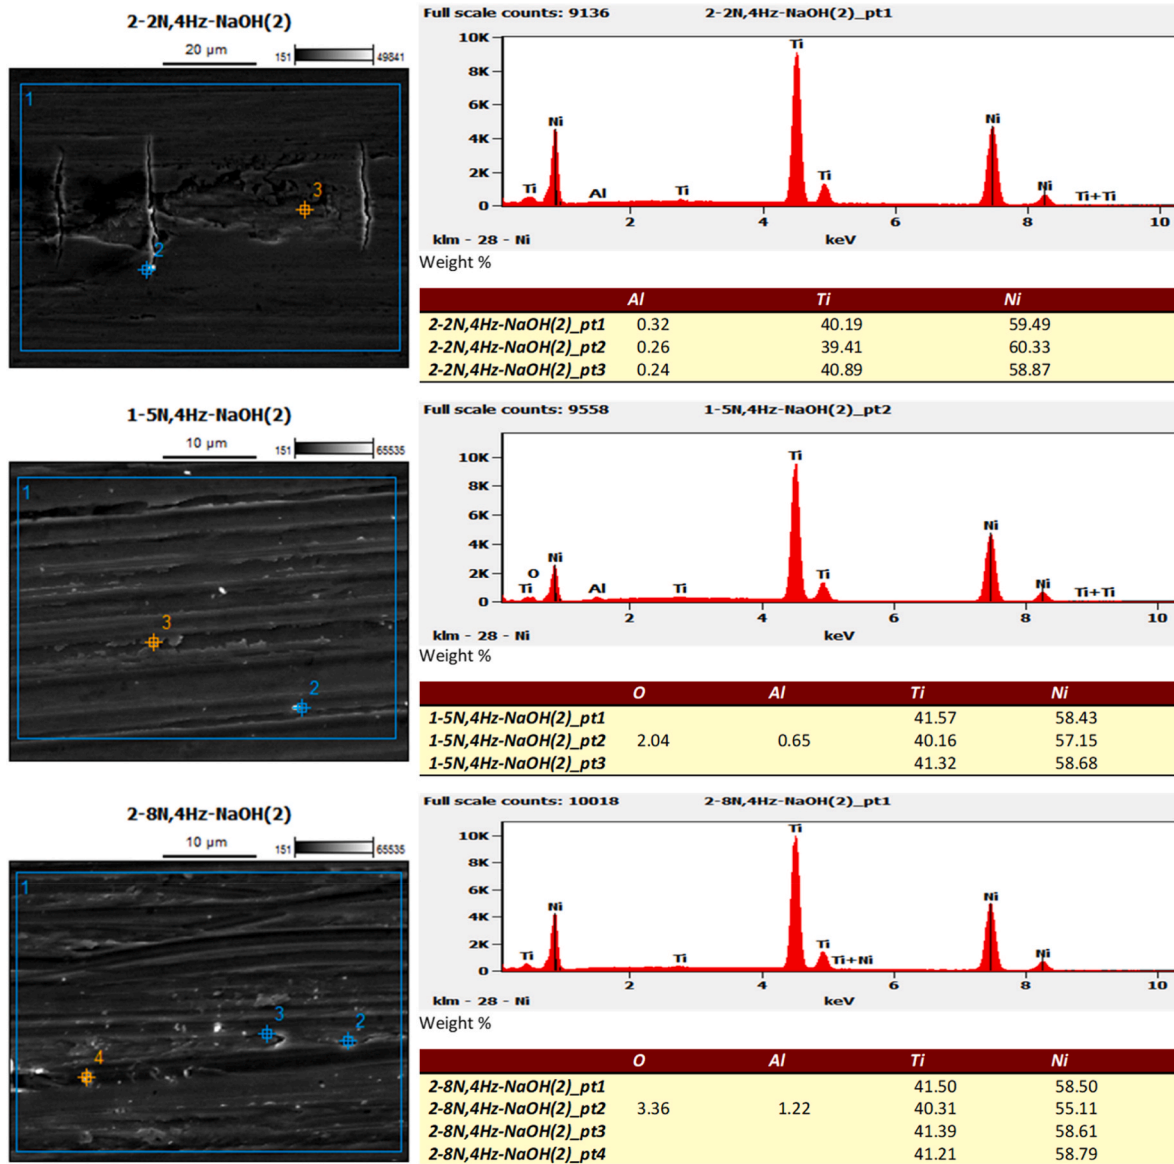 2-2N,4Hz-NaOH(2)
20 µm 151 49841
1
3
2
Full scale counts: 9136 2-2N,4Hz-NaOH(2)_pt1
10K
8K
6K
4K
2K
0
Ti Ni Al Ti Ti Ti Ni Ni Ti+Ti
2 4 6 8 10
klm - 28 - Ni keV
Weight %
Al Ti Ni
2-2N,4Hz-NaOH(2)_pt1 0.32 40.19 59.49
2-2N,4Hz-NaOH(2)_pt2 0.26 39.41 60.33
2-2N,4Hz-NaOH(2)_pt3 0.24 40.89 58.87
1-5N,4Hz-NaOH(2)
10 µm 151 65535
1
3
2
Full scale counts: 9558 1-5N,4Hz-NaOH(2)_pt2
10K
8K
6K
4K
2K
0
Ti O Ni Al Ti Ti Ti Ni Ni Ti+Ti
2 4 6 8 10
klm - 28 - Ni keV
Weight %
O Al Ti Ni
1-5N,4Hz-NaOH(2)_pt1 41.57 58.43
1-5N,4Hz-NaOH(2)_pt2 2.04 0.65 40.16 57.15
1-5N,4Hz-NaOH(2)_pt3 41.32 58.68
2-8N,4Hz-NaOH(2)
10 µm 151 65535
1
3 2
4
Full scale counts: 10018 2-8N,4Hz-NaOH(2)_pt1
10K
8K
6K
4K
2K
0
Ti Ni Ti Ti Ti Ti+Ni Ni Ni
2 4 6 8 10
klm - 28 - Ni keV
Weight %
O Al Ti Ni
2-8N,4Hz-NaOH(2)_pt1 41.50 58.50
2-8N,4Hz-NaOH(2)_pt2 3.36 1.22 40.31 55.11
2-8N,4Hz-NaOH(2)_pt3 41.39 58.61
2-8N,4Hz-NaOH(2)_pt4 41.21 58.79